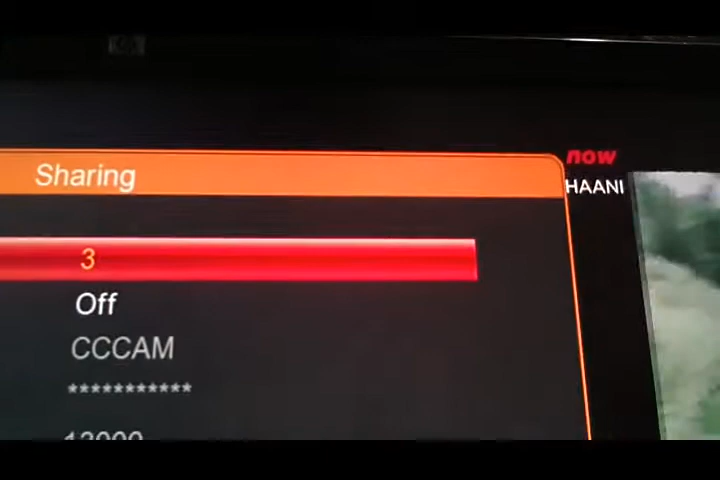 now
Sharing
HAANI
3
Off
CCCAM
***********